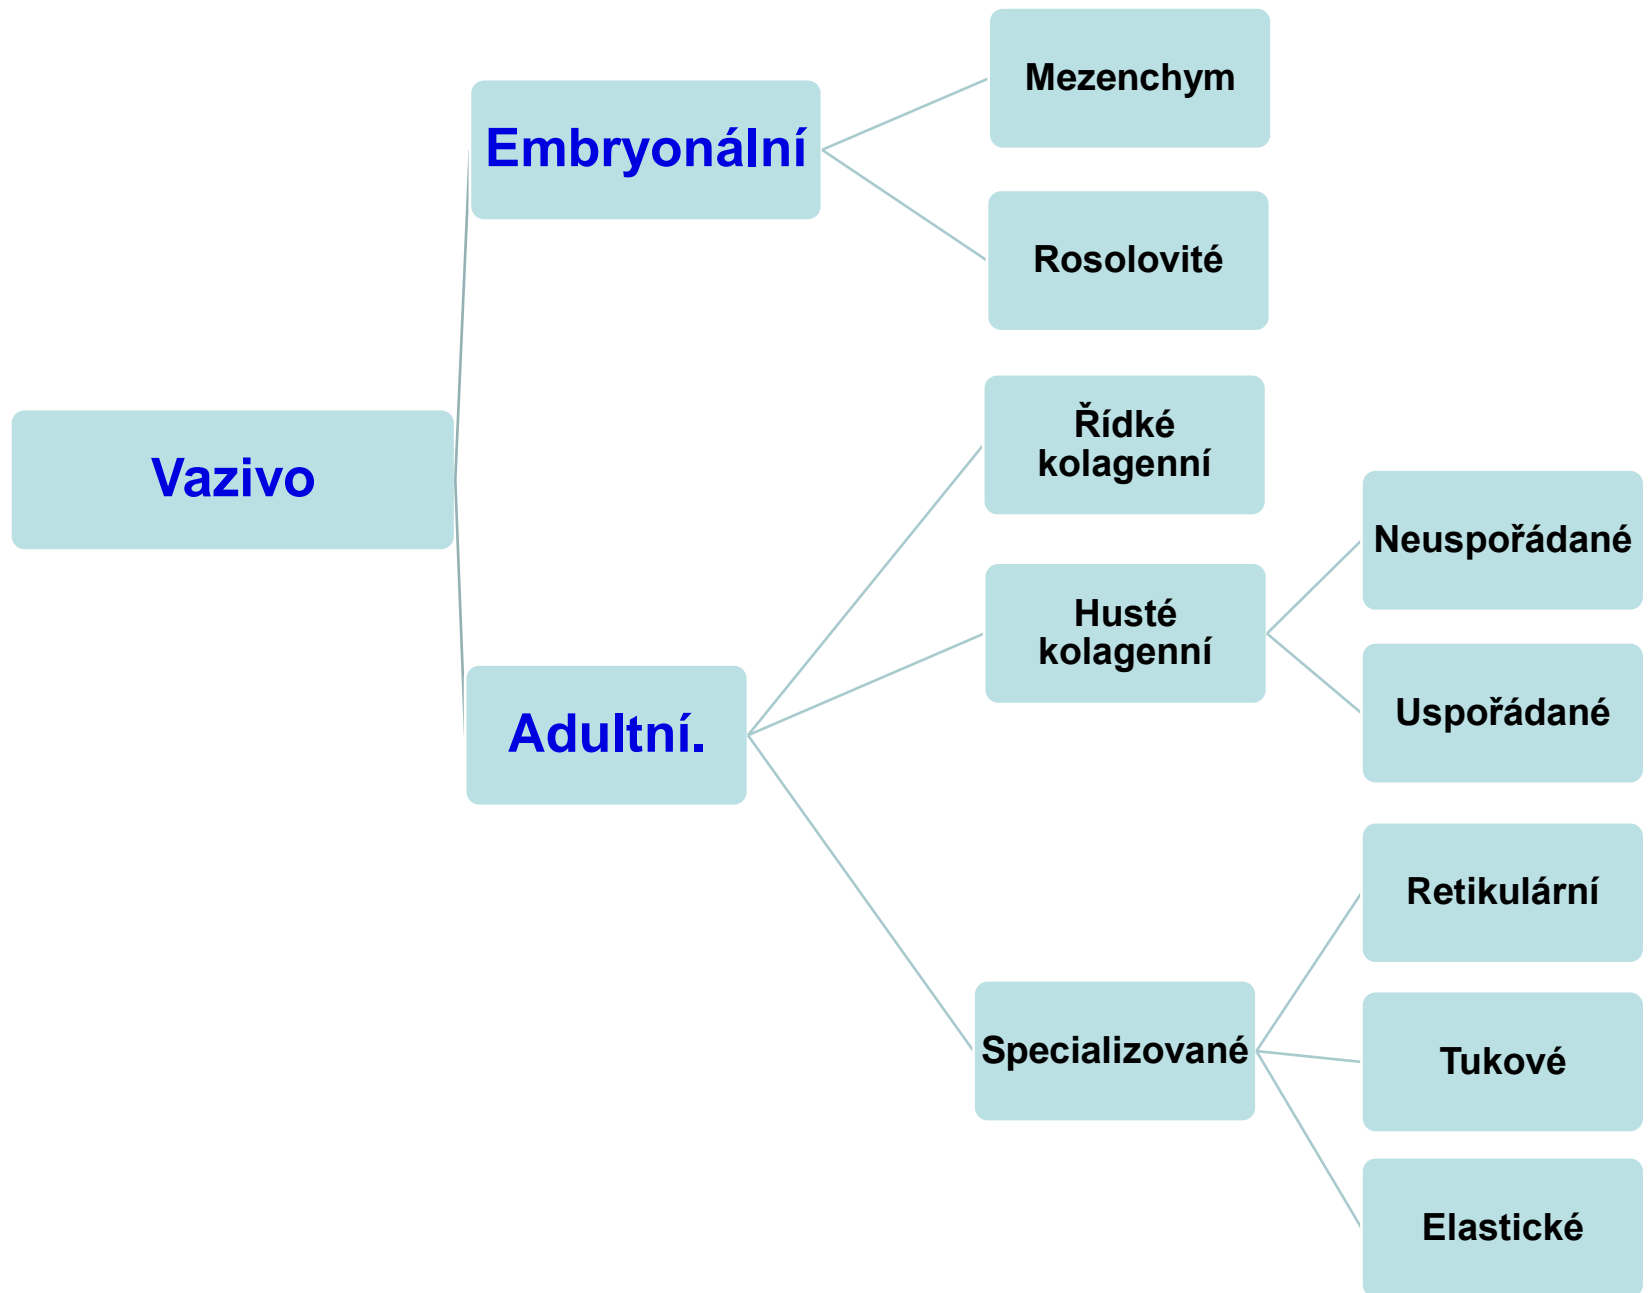 Vazivo
Embryonální
Mezenchym
Rosolovité
Adultní.
Řídké
kolagenní
Husté
kolagenní
Neuspořádané
Uspořádané
Specializované
Retikulární
Tukové
Elastické